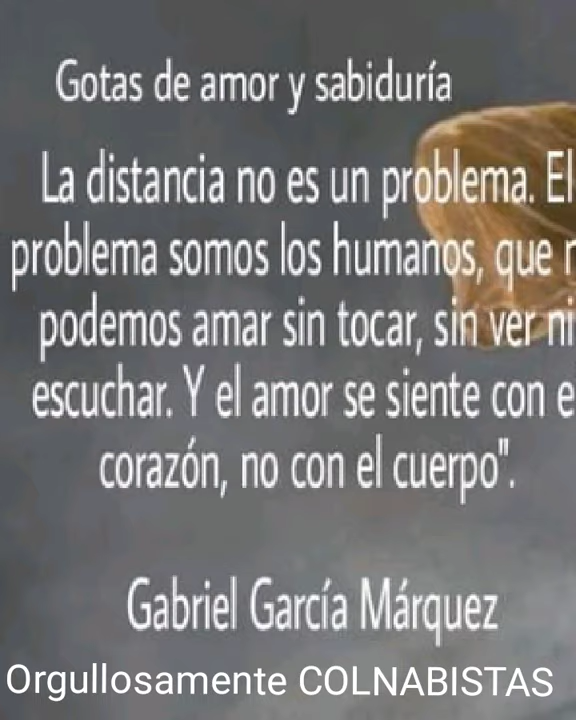 Gotas de amor y sabiduría
La distancia no es un problema. El
problema somos los humanos, que
podemos amar sin tocar, sin ver ni
escuchar. Y el amor se siente con e
corazón, no con el cuerpo".
Gabriel García Márquez
Orgullosamente COLNABISTAS